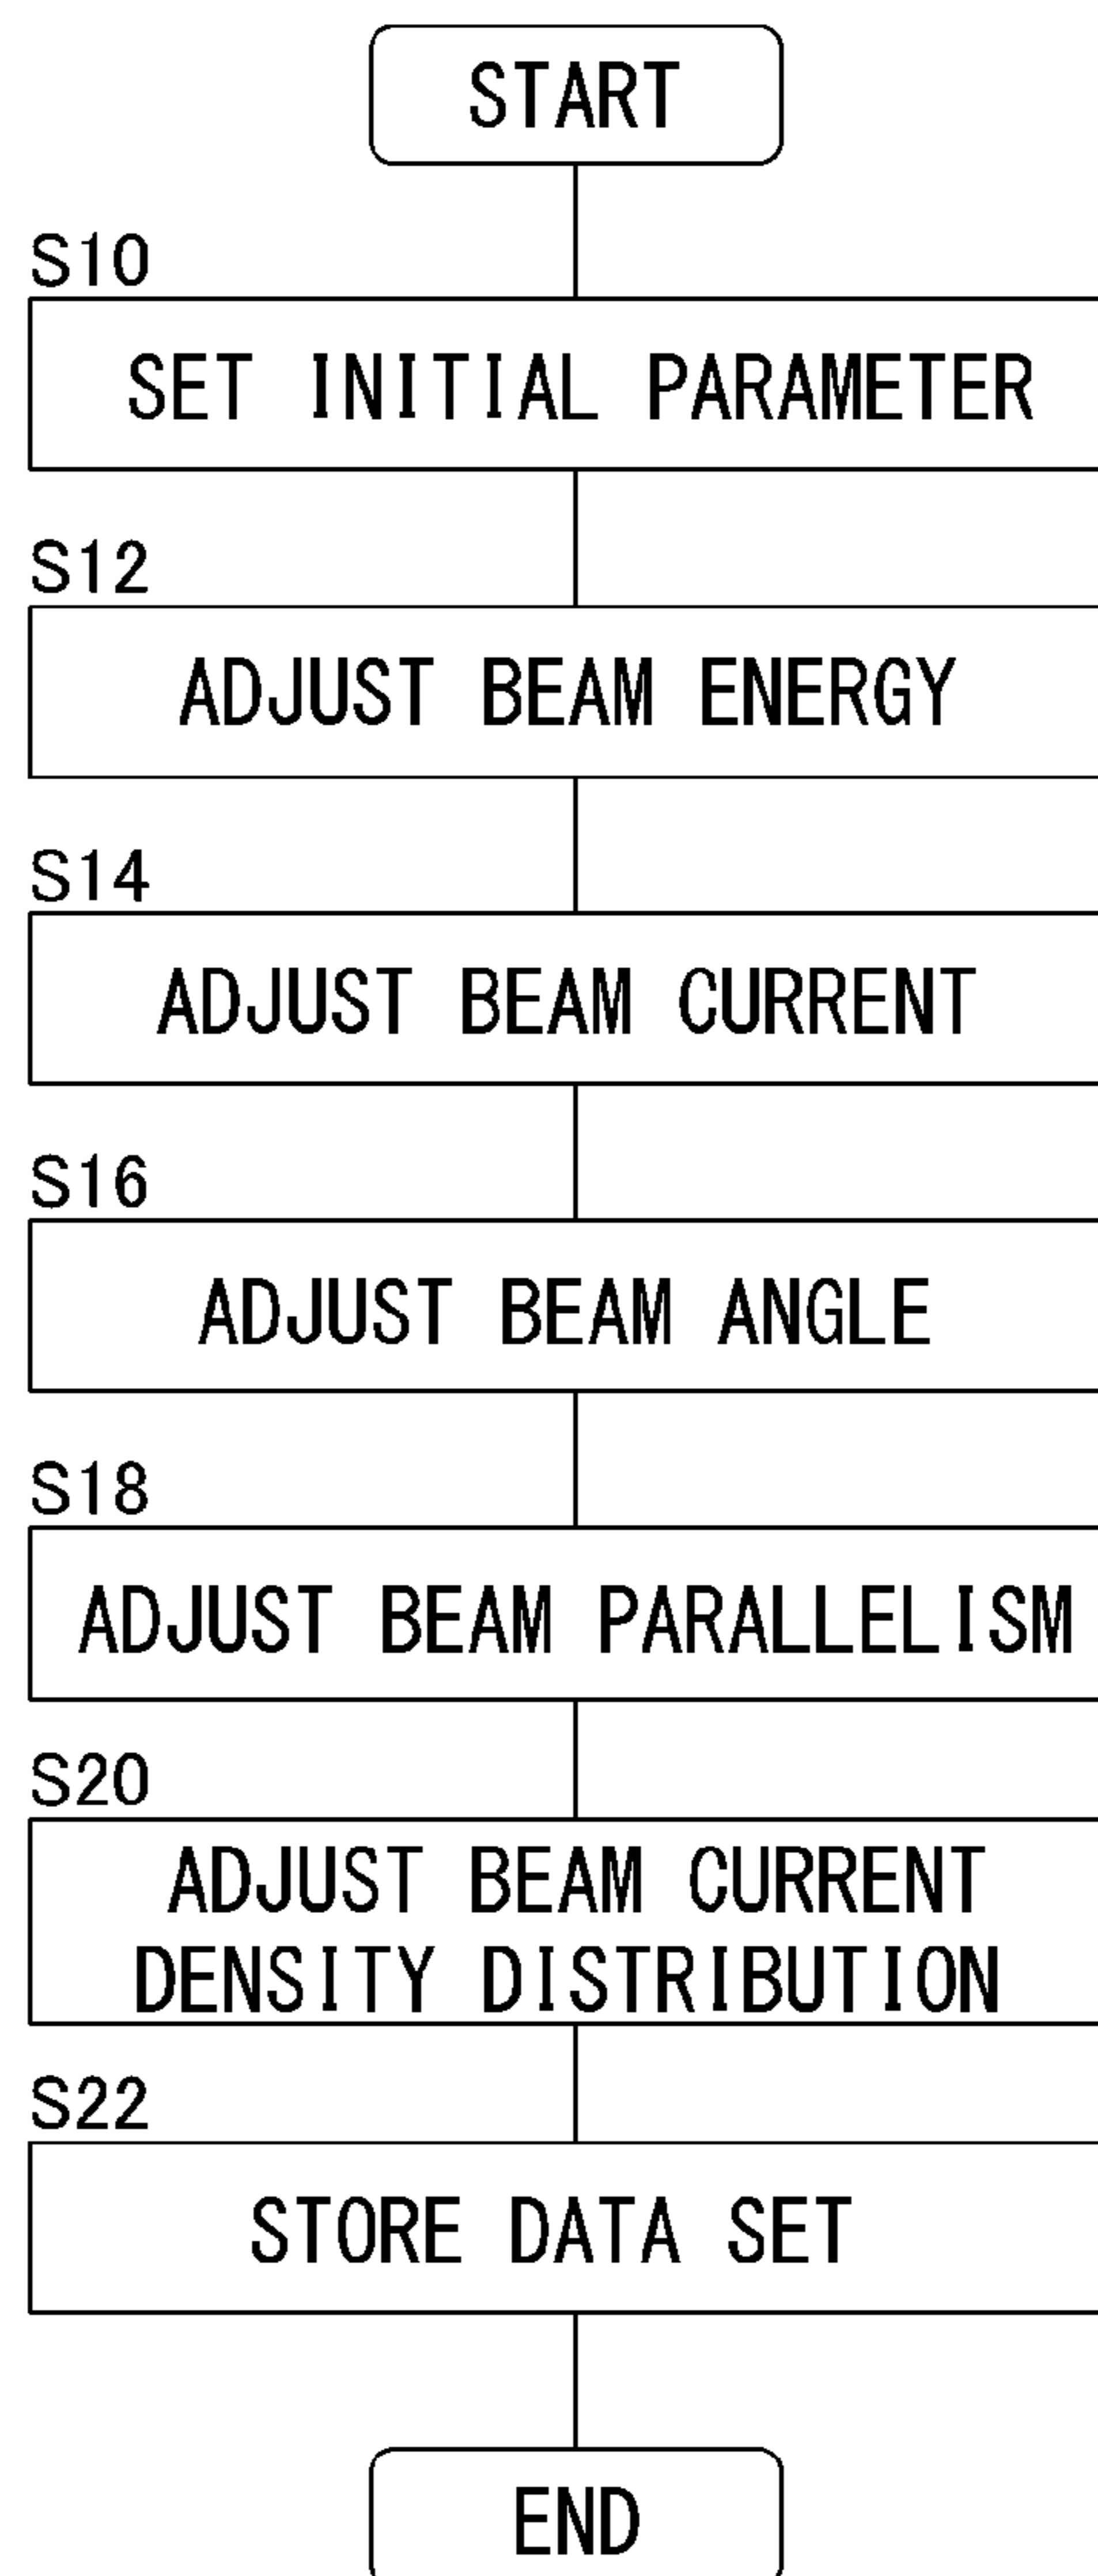 START
S10
SET INITIAL PARAMETER
S12
ADJUST BEAM ENERGY
S14
ADJUST BEAM CURRENT
S16
ADJUST BEAM ANGLE
S18
ADJUST BEAM PARALLELISM
S20
ADJUST BEAM CURRENT
DENSITY DISTRIBUTION
S22
STORE DATA SET
END